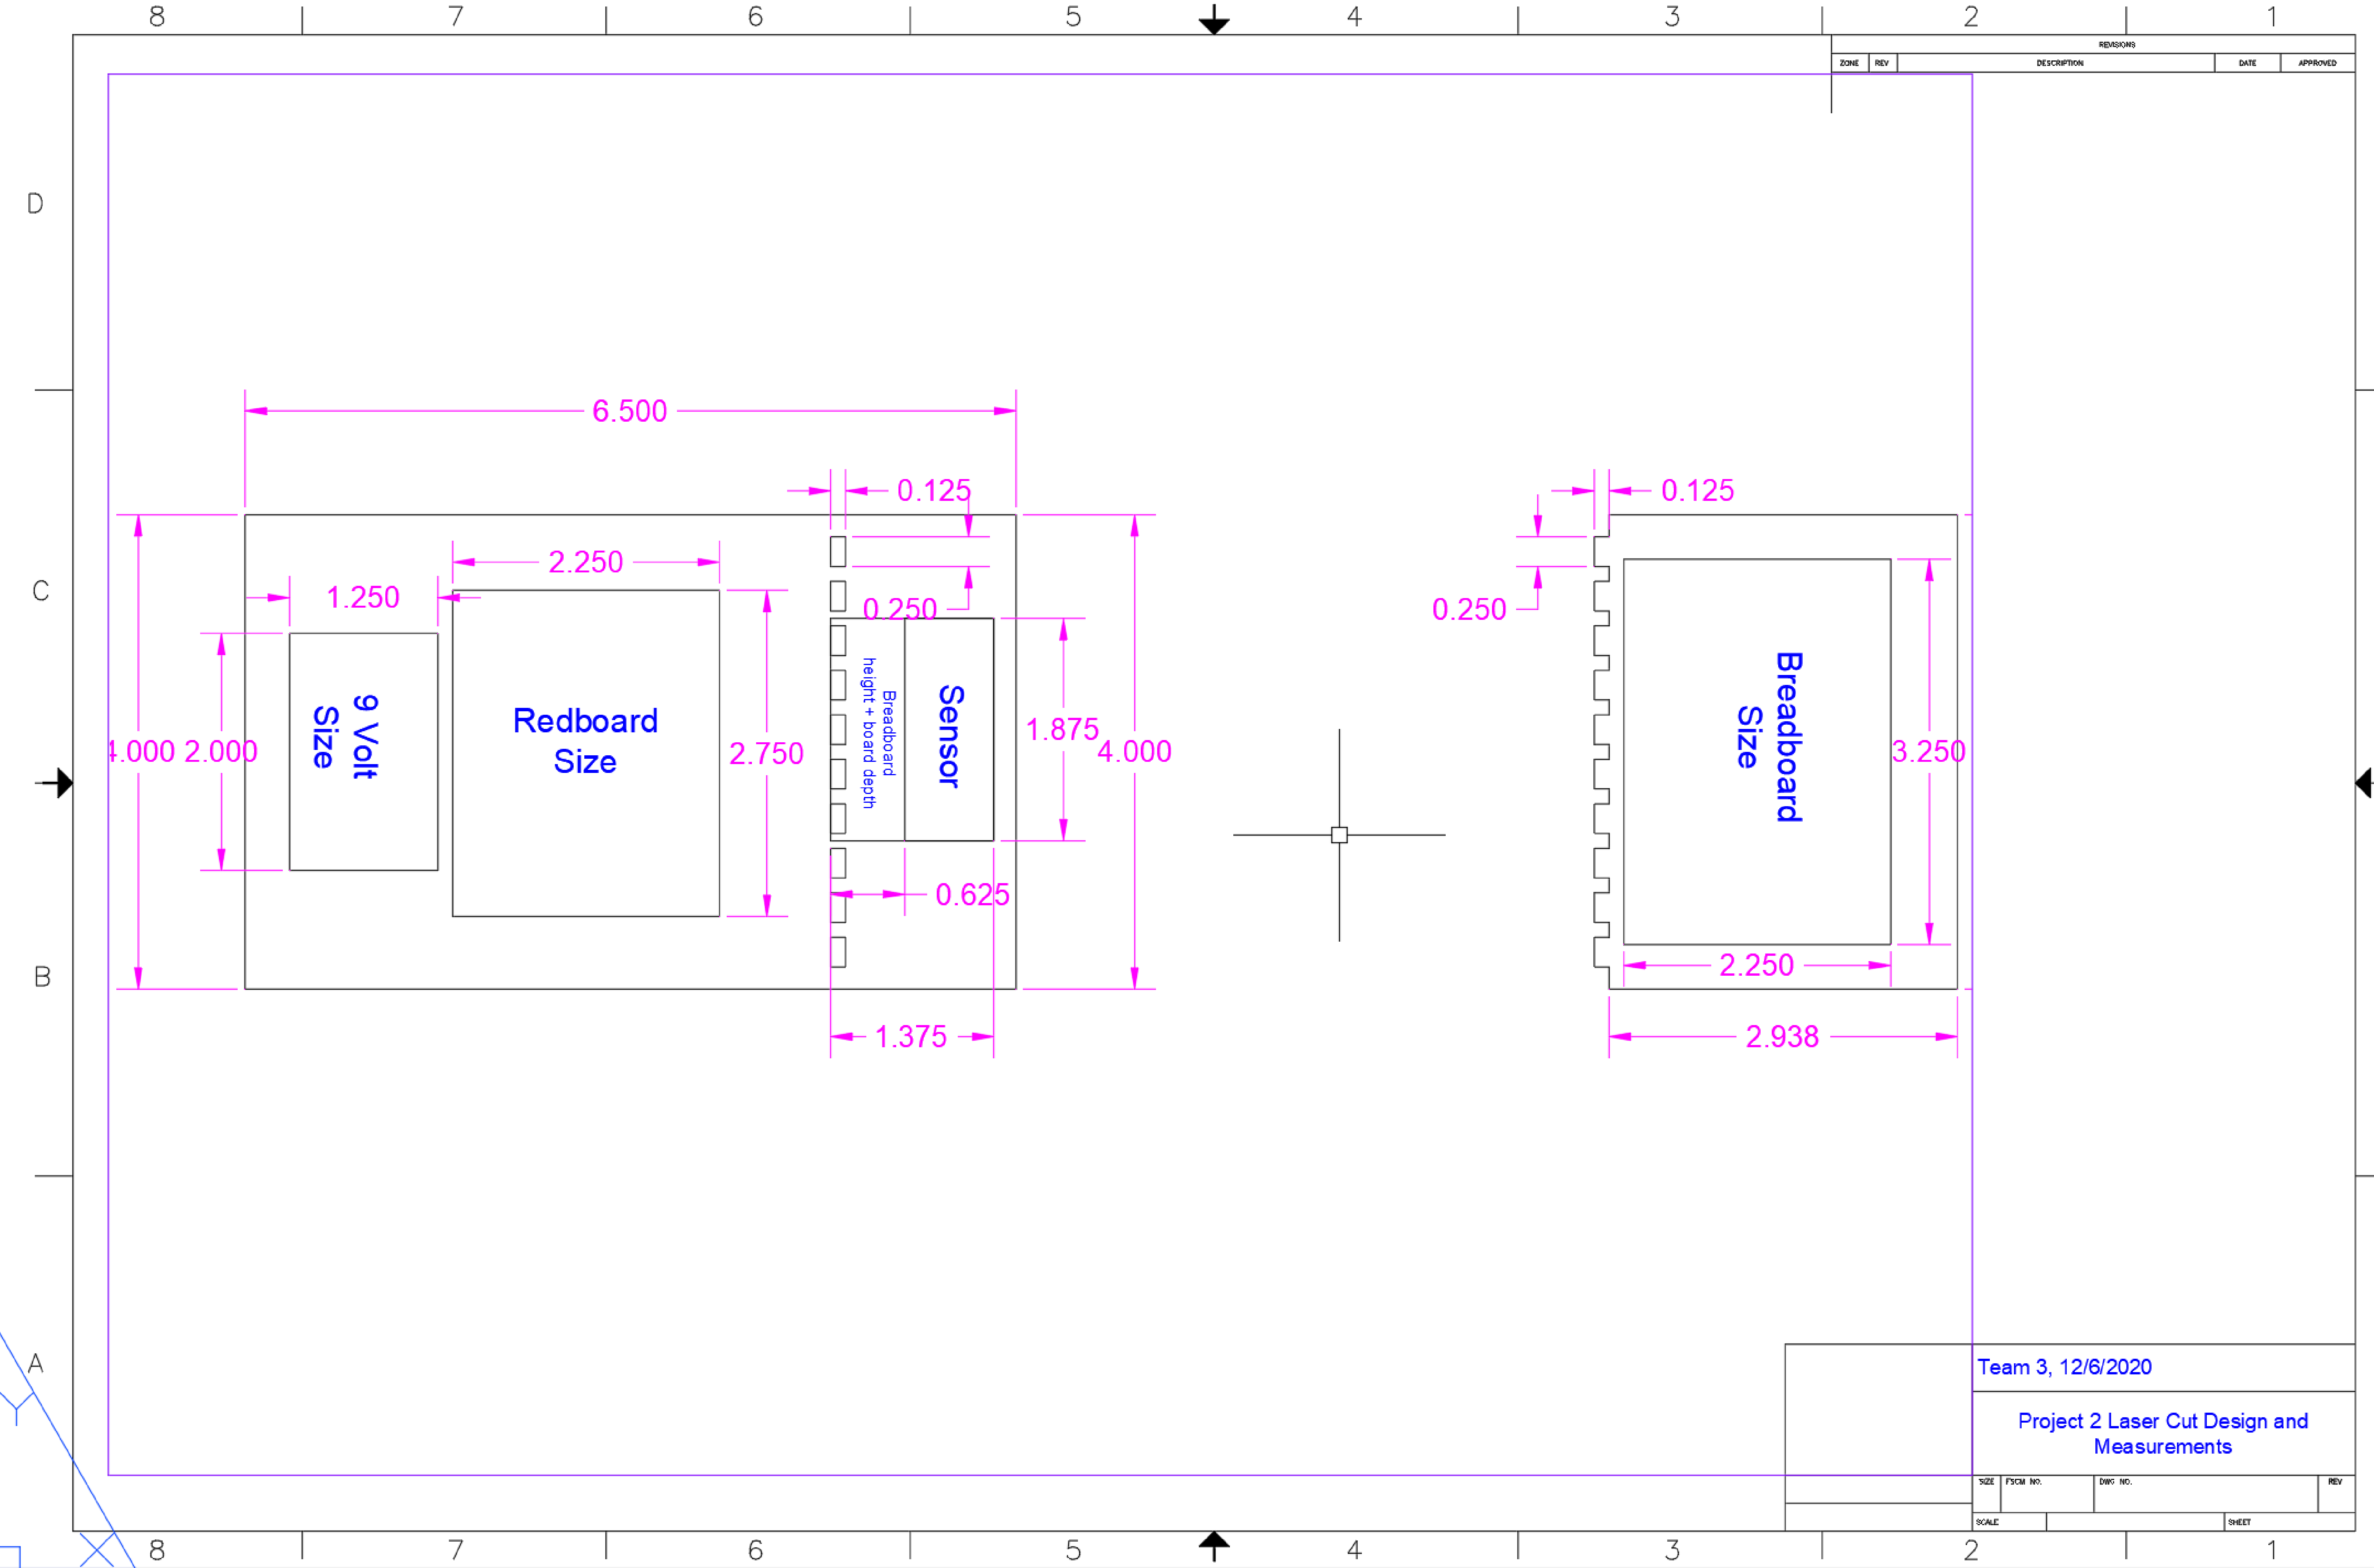 8 7 6 5 4 3 2 1
REVISIONS
ZONE REV DESCRIPTION DATE APPROVED
D
6.500
0.125
0.125
2.250
C
1.250
0.250
0.250
9 Volt
Size
Redboard
Size
Breadboard
height + board depth
Sensor
Breadboard
Size
.000
2.000
2.750
1.875
4.000
3.250
0.625
B
2.250
1.375
2.938
A
Team 3, 12/6/2020
Y
Project 2 Laser Cut Design and
Measurements
SIZE FSCM NO. DWG NO. REV
SCALE SHEET
X
8 7 6 5 4 3 2 1